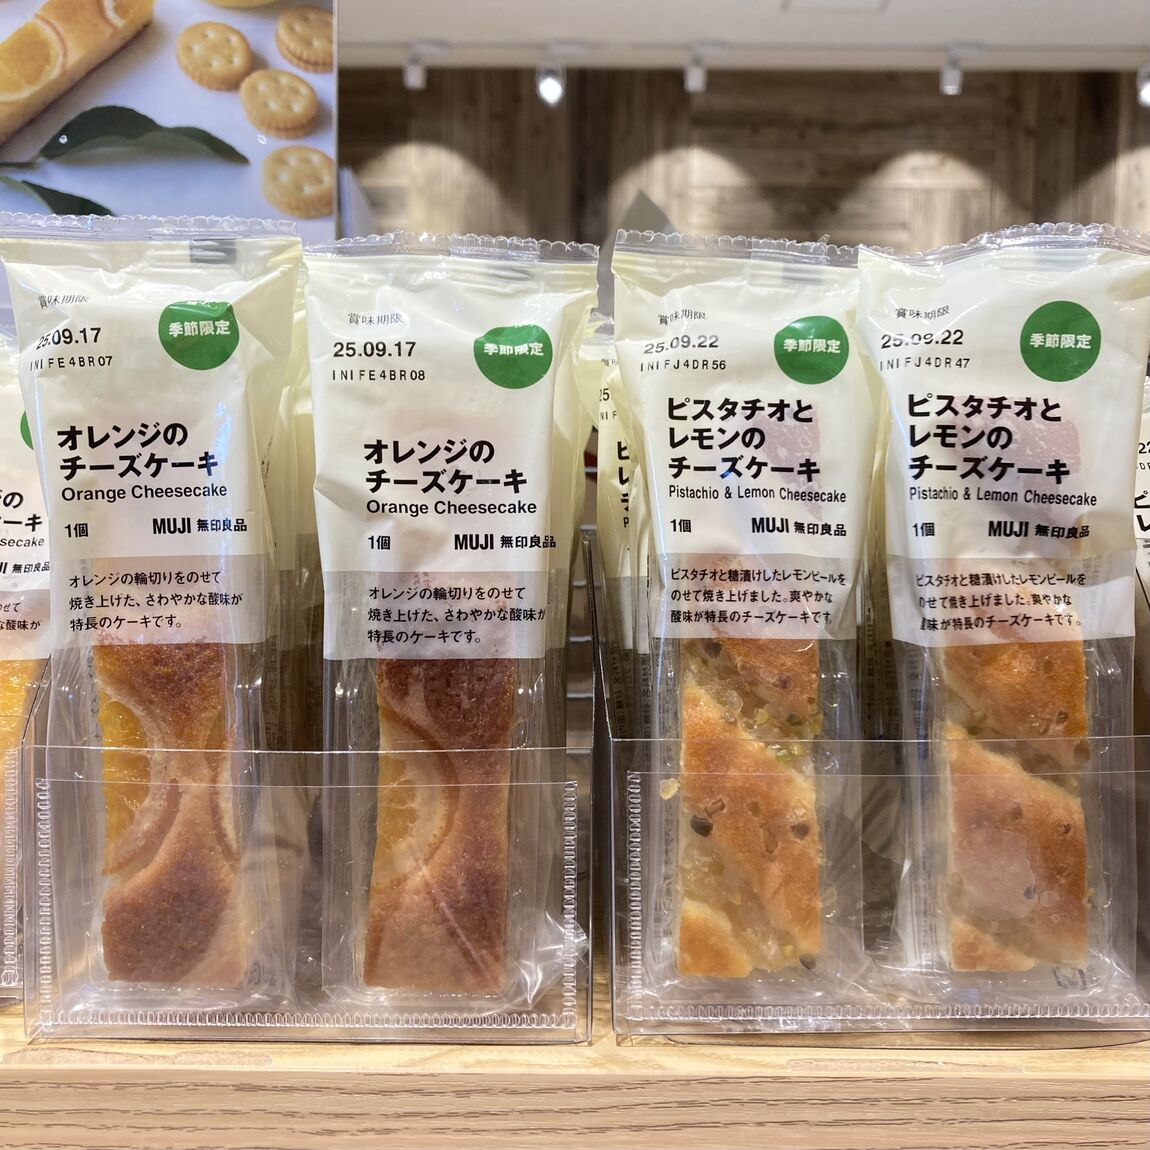 賞味期限
25.09.17
INIFE4BR07
季節限定
オレンジの
チーズケーキ
Orange Cheesecake
1個
MUJI 無印良品
オレンジの輪切りをのせて
焼き上げた、さわやかな酸味が
特長のケーキです。
賞味期限
25.09.17
INIFE4BR08
季節限定
オレンジの
チーズケーキ
Orange Cheesecake
1個
MUJI 無印良品
オレンジの輪切りをのせて
焼き上げた、さわやかな酸味が
特長のケーキです。
賞味期限
25.09.22
INIFJ4DR56
季節限定
ピスタチオと
レモンの
チーズケーキ
Pistachio & Lemon Cheesecake
1個
MUJI 無印良品
ピスタチオと糖漬けしたレモンピールを
のせて焼き上げました。爽やかな
酸味が特長のチーズケーキです
賞味期限
25.09.22
INIFJ4DR47
季節限定
ピスタチオと
レモンの
チーズケーキ
Pistachio & Lemon Cheesecake
1個
MUJI 無印良品
ピスタチオと糖漬けしたレモンピールを
のせて焼き上げました。爽やかな
酸味が特長のチーズケーキです。